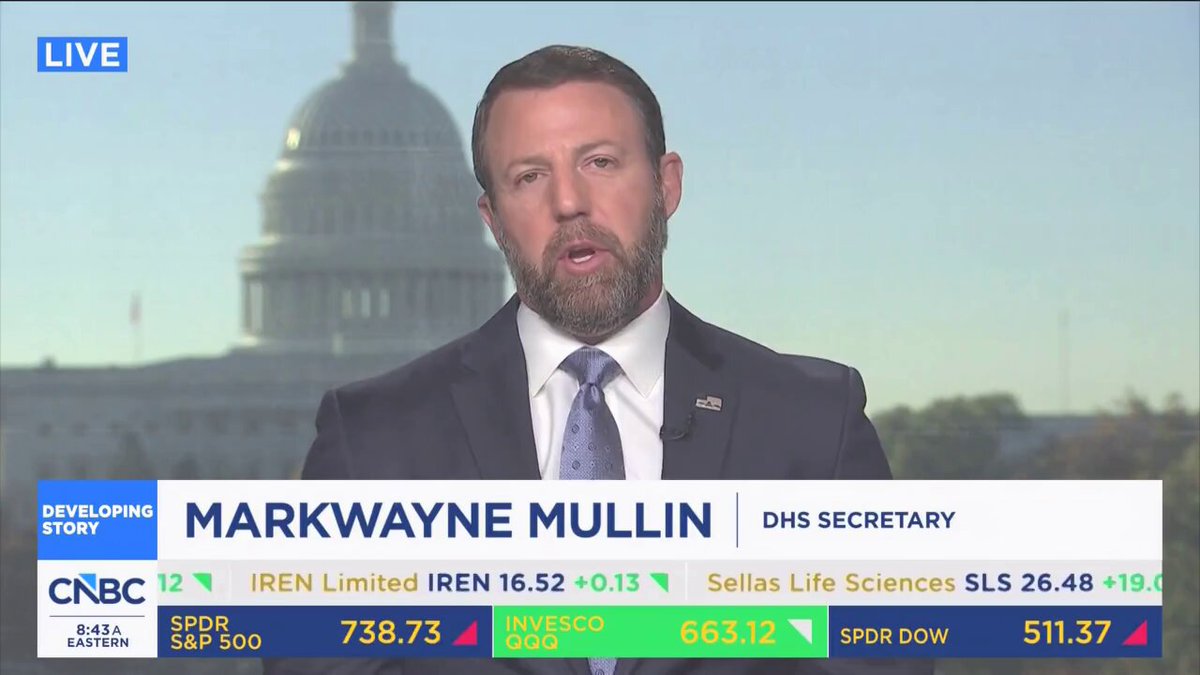 LIVE
DEVELOPING
STORY
MARKWAYNE MULLIN
DHS SECRETARY
CNBC
8:43A
EASTERN
12 IREN Limited IREN 16.52 +0.13 Sellas Life Sciences SLS 26.48 +19.0
SPDR
S&P 500
738.73
INVESCO
QQQ
663.12
SPDR DOW
511.37